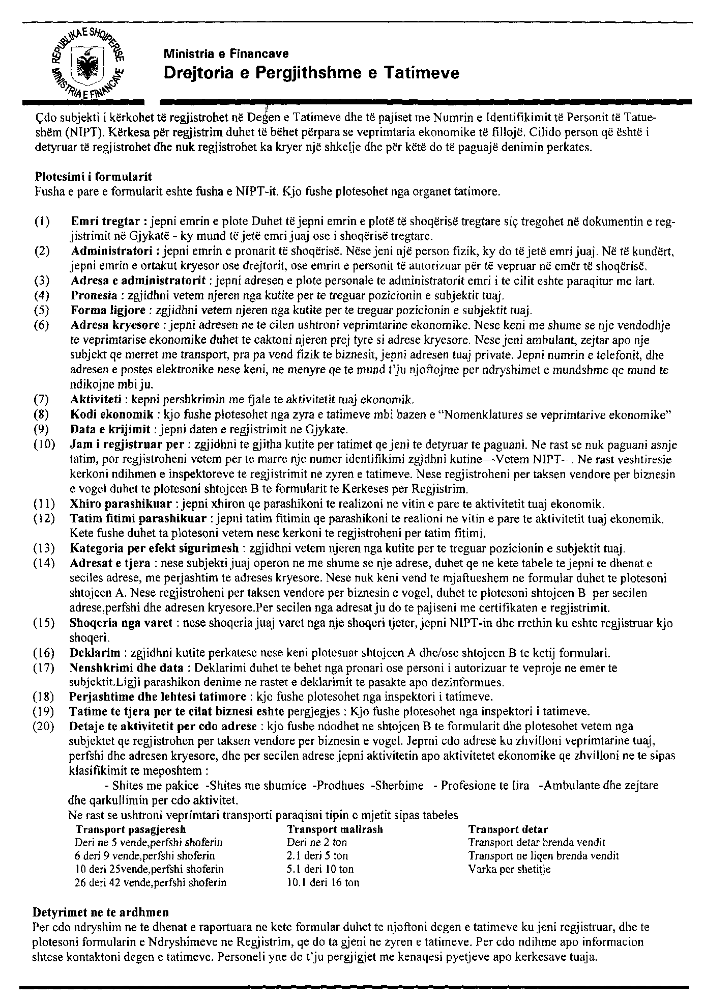 REPUBLIKA E SHQIPERISE
MINISTRIA E FINANCAVE
Ministria e Financave
Drejtoria e Pergjithshme e Tatimeve
Çdo subjekti i kërkohet të regjistrohet në Degen e Tatimeve dhe të pajiset me Numrin e Identifikimit të Personit të Tatue-
shëm (NIPT). Kërkesa për regjistrim duhet të bëhet përpara se veprimtaria ekonomike të fillojë. Cilido person që është i
detyruar të regjistrohet dhe nuk regjistrohet ka kryer një shkelje dhe për këtë do të paguajë denimin perkates.
Plotesimi i formularit
Fusha e pare e formularit eshte fusha e NIPT-it. Kjo fushe plotesohet nga organet tatimore.
(1) Emri tregtar : jepni emrin e plote Duhet të jepni emrin e plotë të shoqërisë tregtare siç tregohet në dokumentin e reg-
jistrimit në Gjykatë - ky mund të jetë emri juaj ose i shoqërisë tregtare.
(2) Administratori : jepni emrin e pronarit të shoqërisë. Nëse jeni një person fizik, ky do të jetë emri juaj. Në të kundërt,
jepni emrin e ortakut kryesor ose drejtorit, ose emrin e personit të autorizuar për të vepruar në emër të shoqërisë.
(3) Adresa e administratorit : jepni adresen e plote personale te administratorit emri i te cilit eshte paraqitur me lart.
(4) Pronesia : zgjidhni vetem njeren nga kutite per te treguar pozicionin e subjektit tuaj.
(5) Forma ligjore : zgjidhni vetem njeren nga kutite per te treguar pozicionin e subjektit tuaj.
(6) Adresa kryesore : jepni adresen ne te cilen ushtroni veprimtarine ekonomike. Nese keni me shume se nje vendodhje
te veprimtarise ekonomike duhet te caktoni njeren prej tyre si adrese kryesore. Nese jeni ambulant, zejtar apo nje
subjekt qe merret me transport, pra pa vend fizik te biznesit, jepni adresen tuaj private. Jepni numrin e telefonit, dhe
adresen e postes elektronike nese keni, ne menyre qe te mund t'ju njoftojme per ndryshimet e mundshme qe mund te
ndikojne mbi ju.
(7) Aktiviteti : kepni pershkrimin me fjale te aktivitetit tuaj ekonomik.
(8) Kodi ekonomik : kjo fushe plotesohet nga zyra e tatimeve mbi bazen e “Nomenklatures se veprimtarive ekonomike”
(9) Data e krijimit : jepni daten e regjistrimit ne Gjykate.
(10) Jam i regjistruar per : zgjidhni te gjitha kutite per tatimet qe jeni te detyruar te paguani. Ne rast se nuk paguani asnje
tatim, por regjistroheni vetem per te marre nje numer identifikimi zgjdhni kutine—Vetem NIPT– . Ne rast veshtiresie
kerkoni ndihmen e inspektoreve te regjistrimit ne zyren e tatimeve. Nese regjistroheni per taksen vendore per biznesin
e vogel duhet te plotesoni shtojcen B te formularit te Kerkeses per Regjistrim.
(11) Xhiro parashikuar : jepni xhiron qe parashikoni te realizoni ne vitin e pare te aktivitetit tuaj ekonomik.
(12) Tatim fitimi parashikuar : jepni tatim fitimin qe parashikoni te realioni ne vitin e pare te aktivitetit tuaj ekonomik.
Kete fushe duhet ta plotesoni vetem nese kerkoni te regjistroheni per tatim fitimi.
(13) Kategoria per efekt sigurimesh : zgjidhni vetem njeren nga kutite per te treguar pozicionin e subjektit tuaj.
(14) Adresat e tjera : nese subjekti juaj operon ne me shume se nje adrese, duhet qe ne kete tabele te jepni te dhenat e
seciles adrese, me perjashtim te adreses kryesore. Nese nuk keni vend te mjaftueshem ne formular duhet te plotesoni
shtojcen A. Nese regjistroheni per taksen vendore per biznesin e vogel, duhet te plotesoni shtojcen B per secilen
adrese,perfshi dhe adresen kryesore.Per secilen nga adresat ju do te pajiseni me certifikaten e regjistrimit.
(15) Shoqeria nga varet : nese shoqeria juaj varet nga nje shoqeri tjeter, jepni NIPT-in dhe rrethin ku eshte regjistruar kjo
shoqeri.
(16) Deklarim : zgjidhni kutite perkatese nese keni plotesuar shtojcen A dhe/ose shtojcen B te ketij formulari.
(17) Nenshkrimi dhe data : Deklarimi duhet te behet nga pronari ose personi i autorizuar te veproje ne emer te
subjektit.Ligji parashikon denime ne rastet e deklarimit te pasakte apo dezinformues.
(18) Perjashtime dhe lehtesi tatimore : kjo fushe plotesohet nga inspektori i tatimeve.
(19) Tatime te tjera per te cilat biznesi eshte pergjegjes : Kjo fushe plotesohet nga inspektori i tatimeve.
(20) Detaje te aktivitetit per cdo adrese : kjo fushe ndodhet ne shtojcen B te formularit dhe plotesohet vetem nga
subjektet qe regjistrohen per taksen vendore per biznesin e vogel. Jeprni cdo adrese ku zhvilloni veprimtarine tuaj,
perfshi dhe adresen kryesore, dhe per secilen adrese jepni aktivitetin apo aktivitetet ekonomike qe zhvilloni ne te sipas
klasifikimit te meposhtem :
- Shites me pakice -Shites me shumice -Prodhues -Sherbime - Profesione te lira -Ambulante dhe zejtare
dhe qarkullimin per cdo aktivitet.
Ne rast se ushtroni veprimtari transporti paraqisni tipin e mjetit sipas tabeles
Transport pasagjeresh Transport mallrash Transport detar
Deri ne 5 vende,perfshi shoferin Deri ne 2 ton Transport detar brenda vendit
6 deri 9 vende,perfshi shoferin 2.1 deri 5 ton Transport ne liqen brenda vendit
10 deri 25vende,perfshi shoferin 5.1 deri 10 ton Varka per shetitje
26 deri 42 vende,perfshi shoferin 10.1 deri 16 ton
Detyrimet ne te ardhmen
Per cdo ndryshim ne te dhenat e raportuara ne kete formular duhet te njoftoni degen e tatimeve ku jeni regjistruar, dhe te
plotesoni formularin e Ndryshimeve ne Regjistrim, qe do ta gjeni ne zyren e tatimeve. Per cdo ndihme apo informacion
shtese kontaktoni degen e tatimeve. Personeli yne do t'ju pergjigjet me kenaqesi pyetjeve apo kerkesave tuaja.